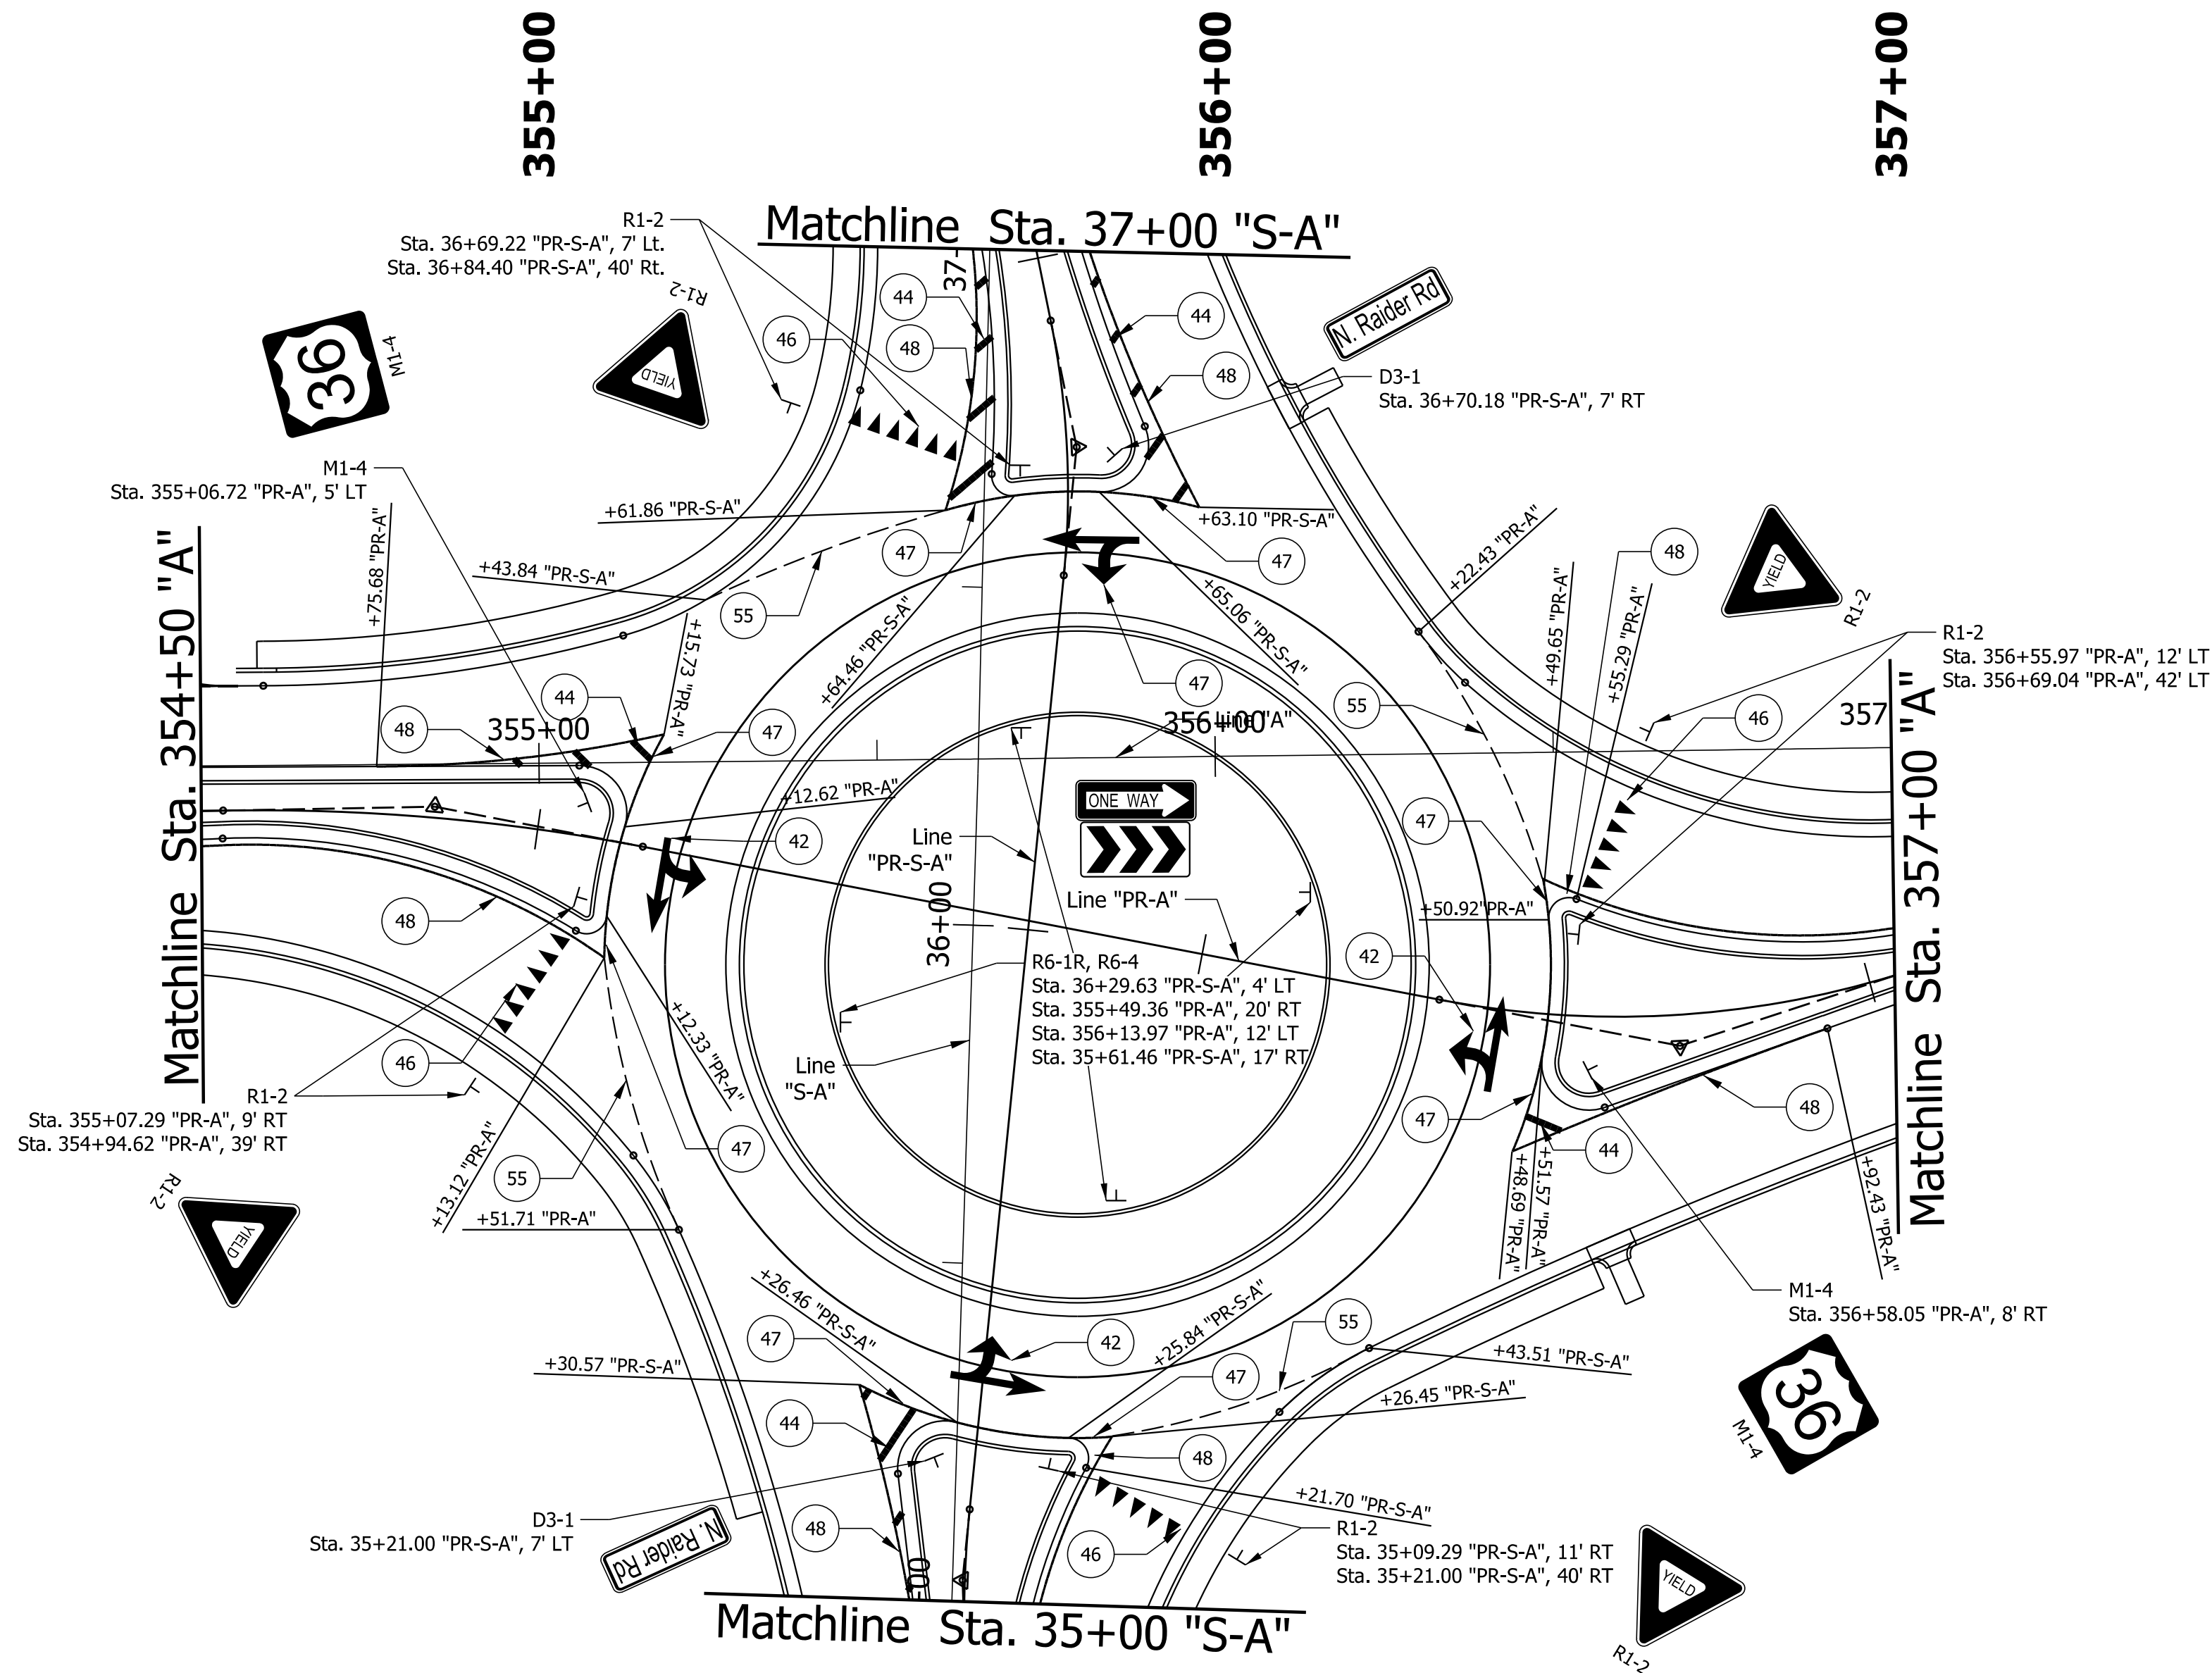 355+00
356+00
357+00
Matchline Sta. 37+00 "S-A"
R1-2
Sta. 36+69.22 "PR-S-A", 7' Lt.
Sta. 36+84.40 "PR-S-A", 40' Rt.
R1-2
YIELD
36
M1-4
37-
44
48
46
44
48
N. Raider Rd
D3-1
Sta. 36+70.18 "PR-S-A", 7' RT
M1-4
Sta. 355+06.72 "PR-A", 5' LT
+61.86 "PR-S-A"
+63.10 "PR-S-A"
47
47
+43.84 "PR-S-A"
+75.68 "PR-A"
55
+15.73 "PR-A"
+64.46 "PR-S-A"
+65.06 "PR-S-A"
47
+22.43 "PR-A"
+49.65 "PR-A"
+55.29 "PR-A"
48
YIELD
R1-2
R1-2
Sta. 356+55.97 "PR-A", 12' LT
Sta. 356+69.04 "PR-A", 42' LT
46
55
Matchline Sta. 354+50 "A"
44
48
355+00
47
356+00
Line "A"
357
Matchline Sta. 357+00 "A"
+12.62 "PR-A"
42
ONE WAY
Line
"PR-S-A"
Line "PR-A"
47
+50.92"PR-A"
48
36+00
42
R6-1R, R6-4
Sta. 36+29.63 "PR-S-A", 4' LT
Sta. 355+49.36 "PR-A", 20' RT
Sta. 356+13.97 "PR-A", 12' LT
Sta. 35+61.46 "PR-S-A", 17' RT
Line
"S-A"
46
+12.33 "PR-A"
R1-2
Sta. 355+07.29 "PR-A", 9' RT
Sta. 354+94.62 "PR-A", 39' RT
47
47
48
44
55
+13.12 "PR-A"
+51.71 "PR-A"
R1-2
YIELD
+48.69 "PR-A"
+51.57 "PR-A"
+92.43 "PR-A"
M1-4
Sta. 356+58.05 "PR-A", 8' RT
36
M1-4
+26.46 "PR-S-A"
+25.84 "PR-S-A"
47
42
55
+30.57 "PR-S-A"
47
+43.51 "PR-S-A"
+26.45 "PR-S-A"
44
48
D3-1
Sta. 35+21.00 "PR-S-A", 7' LT
N. Raider Rd
48
+21.70 "PR-S-A"
46
R1-2
Sta. 35+09.29 "PR-S-A", 11' RT
Sta. 35+21.00 "PR-S-A", 40' RT
YIELD
R1-2
-00
Matchline Sta. 35+00 "S-A"